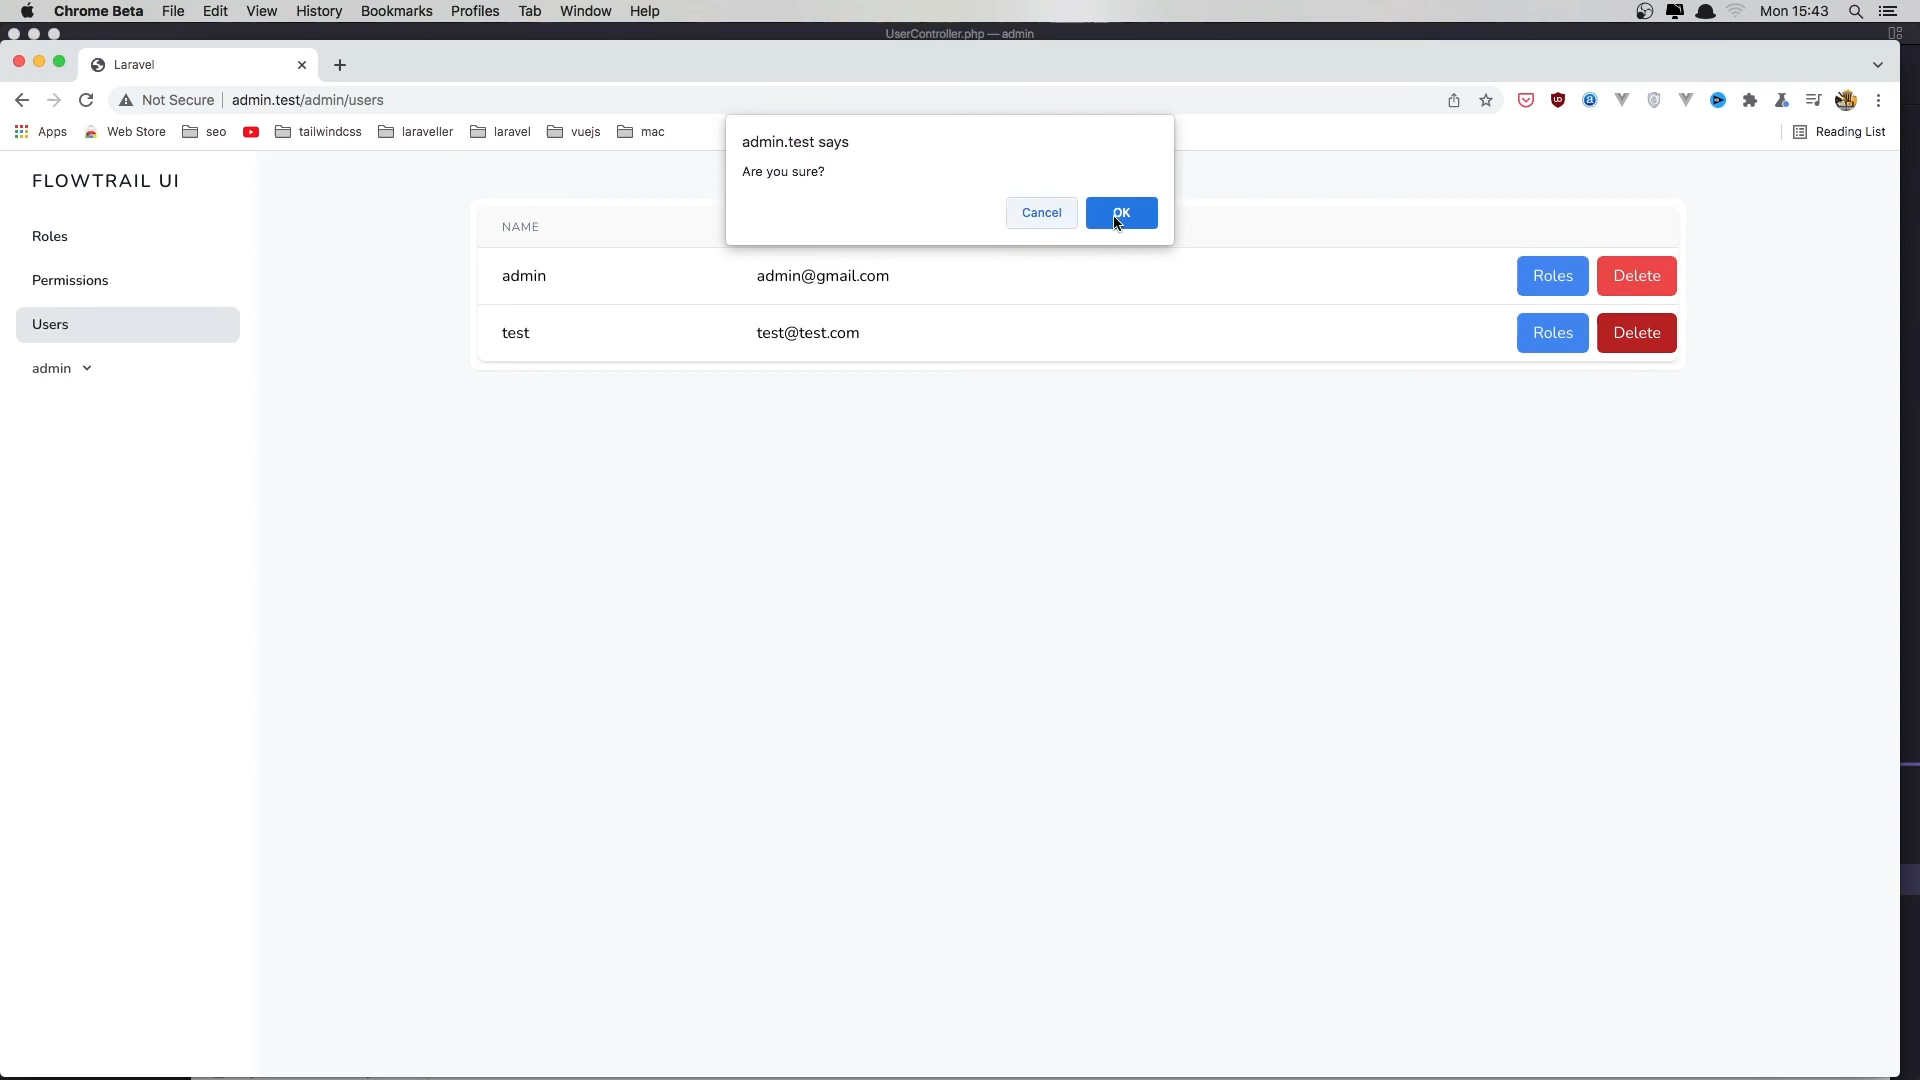 Chrome Beta File Edit View History Bookmarks Profiles Tab Window Help Mon 15:43
UserController.php — admin
Laravel
Not Secure admin.test/admin/users
Apps Web Store seo tailwindcss laraveller laravel vuejs mac Reading List
admin.test says
Are you sure?
Cancel OK
FLOWTRAIL UI
Roles
Permissions
Users
admin
NAME
admin admin@gmail.com Roles Delete
test test@test.com Roles Delete